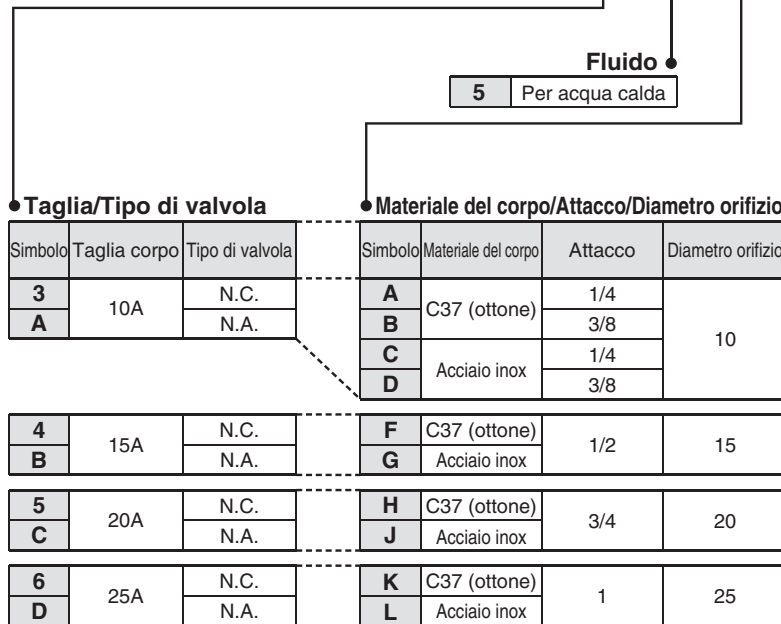 Fluido
5 Per acqua calda
Taglia/Tipo di valvola
Simbolo Taglia corpo Tipo di valvola
3 10A N.C.
A N.A.
4 15A N.C.
B N.A.
5 20A N.C.
C N.A.
6 25A N.C.
D N.A.
Materiale del corpo/Attacco/Diametro orifizio
Simbolo Materiale del corpo Attacco Diametro orifizio
A C37 (ottone) 1/4 10
B 3/8
C Acciaio inox 1/4
D 3/8
F C37 (ottone) 1/2 15
G Acciaio inox
H C37 (ottone) 3/4 20
J Acciaio inox
K C37 (ottone) 1 25
L Acciaio inox